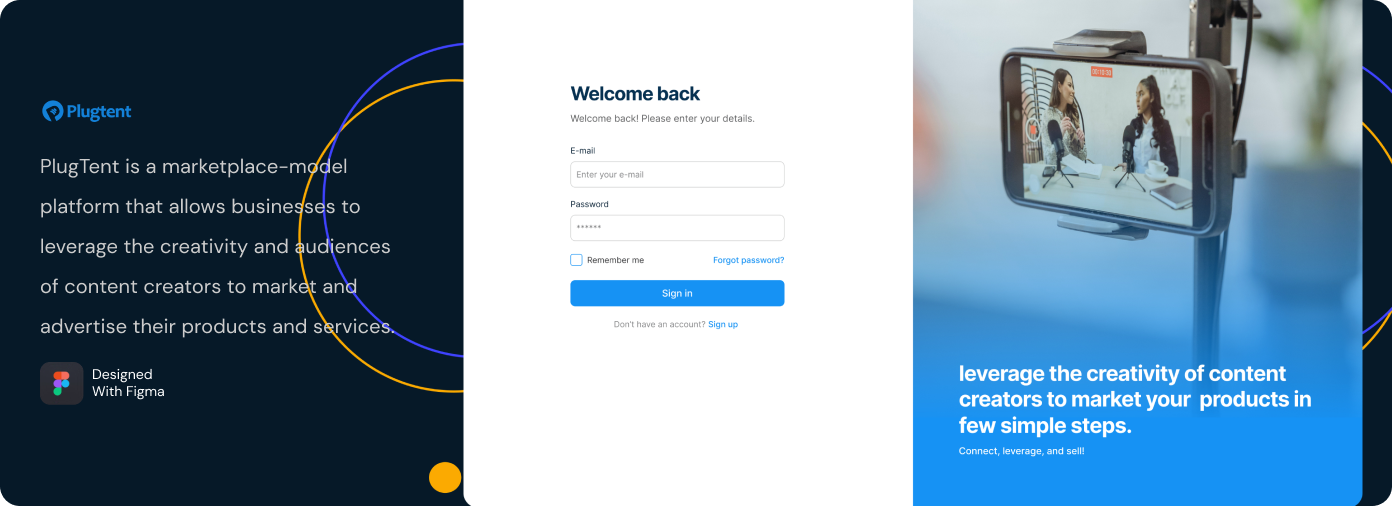 Plugtent
PlugTent is a marketplace-model
platform that allows businesses to
leverage the creativity and audiences
of content creators to market and
advertise their products and services.
Designed
With Figma
Welcome back
Welcome back! Please enter your details.
E-mail
Enter your e-mail
Password
******
Remember me
Forgot password?
Sign in
Don't have an account? Sign up
leverage the creativity of content
creators to market your  products in
few simple steps.
Connect, leverage, and sell!